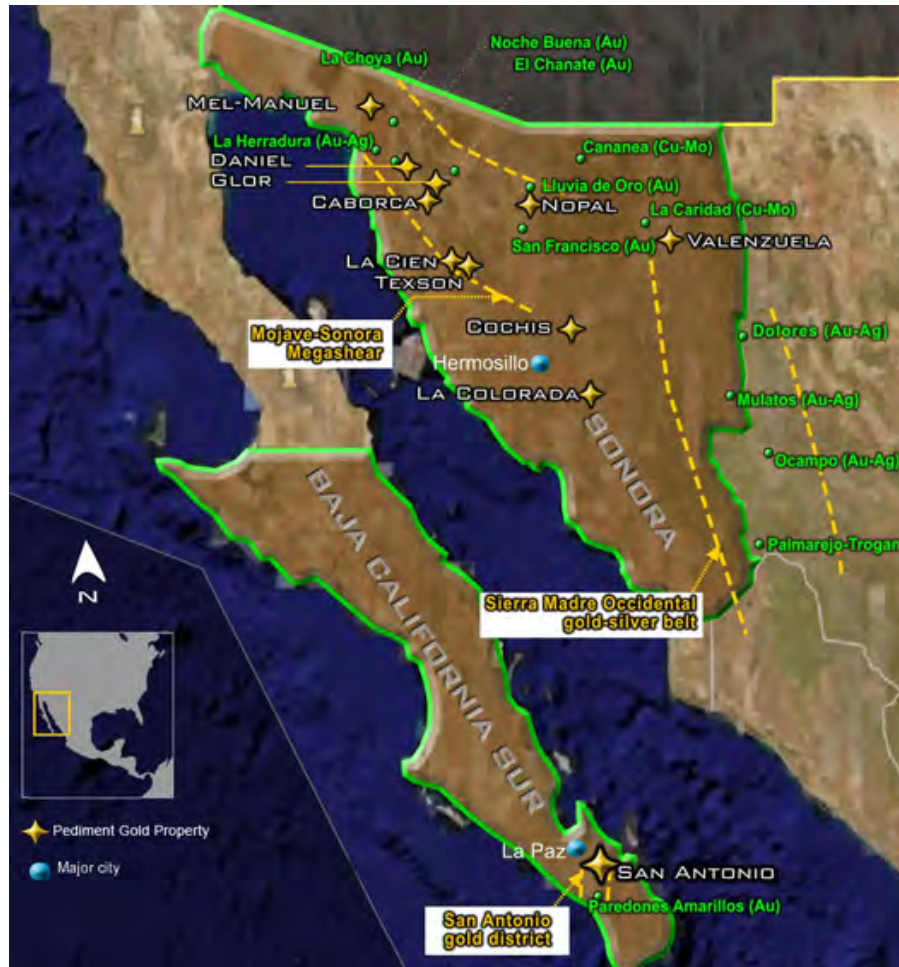 La Choya (Au)
Noche Buena (Au)
El Chanate (Au)
Mel-Manuel
La Herradura (Au-Ag)
Daniel
Glor
Caborca
Cananea (Cu-Mo)
Lluvia de Oro (Au)
Nopal
La Caridad (Cu-Mo)
San Francisco (Au)
Valenzuela
La Cien
Texson
Mojave-Sonora
Megashear
Cochis
Hermosillo
La Colorada
Dolores (Au-Ag)
Mulatos (Au-Ag)
Ocampo (Au-Ag)
Palmarejo-Trogan
SONORA
BAJA CALIFORNIA SUR
Sierra Madre Occidental
gold-silver belt
N
Pediment Gold Property
Major city
La Paz
San Antonio
Paredones Amarillos (Au)
San Antonio
gold district